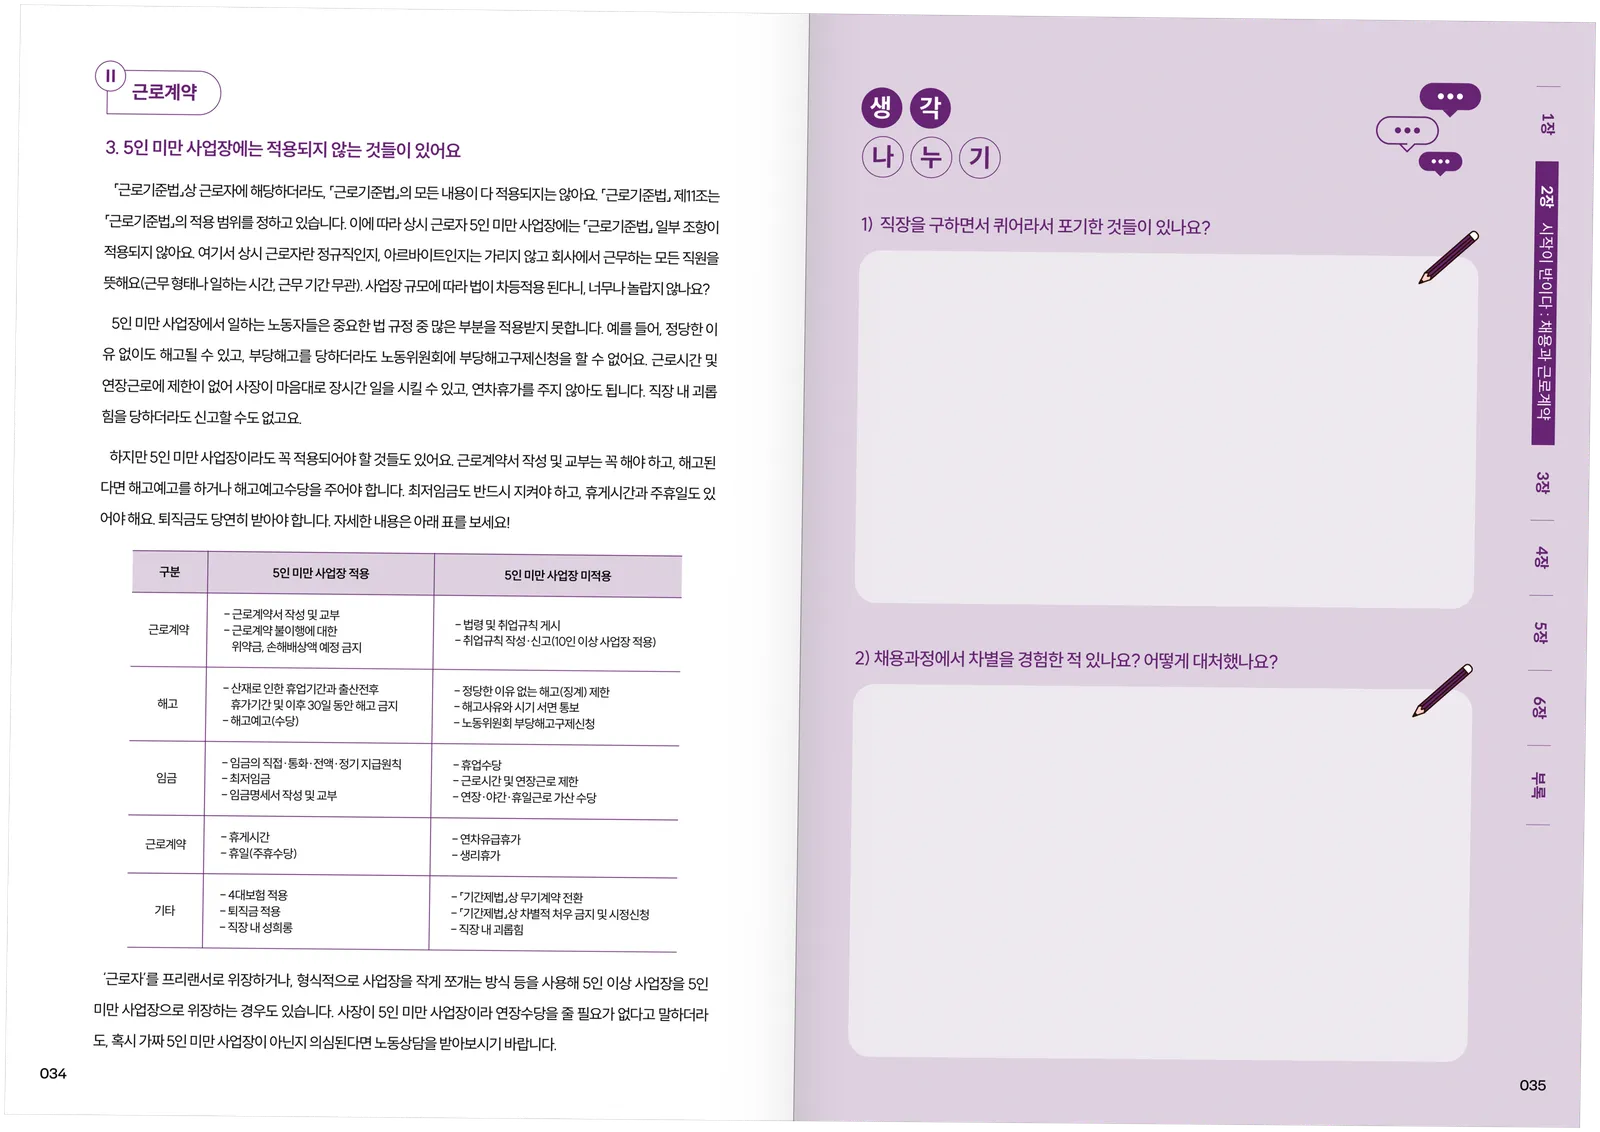 II
근로계약
3. 5인 미만 사업장에는 적용되지 않는 것들이 있어요
「근로기준법」상 근로자에 해당하더라도, 「근로기준법」의 모든 내용이 다 적용되지는 않아요. 「근로기준법」 제11조는
「근로기준법」의 적용 범위를 정하고 있습니다. 이에 따라 상시 근로자 5인 미만 사업장에는 「근로기준법」 일부 조항이
적용되지 않아요. 여기서 상시 근로자란 정규직인지, 아르바이트인지는 가리지 않고 회사에서 근무하는 모든 직원을
뜻해요(근무 형태나 일하는 시간, 근무 기간 무관). 사업장 규모에 따라 법이 차등적용 된다니, 너무나 놀랍지 않나요?
5인 미만 사업장에서 일하는 노동자들은 중요한 법 규정 중 많은 부분을 적용받지 못합니다. 예를 들어, 정당한 이
유 없이도 해고될 수 있고, 부당해고를 당하더라도 노동위원회에 부당해고구제신청을 할 수 없어요. 근로시간 및
연장근로에 제한이 없어 사장이 마음대로 장시간 일을 시킬 수 있고, 연차휴가를 주지 않아도 됩니다. 직장 내 괴롭
힘을 당하더라도 신고할 수도 없고요.
하지만 5인 미만 사업장이라도 꼭 적용되어야 할 것들도 있어요. 근로계약서 작성 및 교부는 꼭 해야 하고, 해고된
다면 해고예고를 하거나 해고예고수당을 주어야 합니다. 최저임금도 반드시 지켜야 하고, 휴게시간과 주휴일도 있
어야 해요. 퇴직금도 당연히 받아야 합니다. 자세한 내용은 아래 표를 보세요!
구분 5인 미만 사업장 적용 5인 미만 사업장 미적용
근로계약
– 근로계약서 작성 및 교부
– 근로계약 불이행에 대한
위약금, 손해배상액 예정 금지
– 법령 및 취업규칙 게시
– 취업규칙 작성·신고(10인 이상 사업장 적용)
해고
– 산재로 인한 휴업기간과 출산전후
휴가기간 및 이후 30일 동안 해고 금지
– 해고예고(수당)
– 정당한 이유 없는 해고(징계) 제한
– 해고사유와 시기 서면 통보
– 노동위원회 부당해고구제신청
임금
– 임금의 직접·통화·전액·정기 지급원칙
– 최저임금
– 임금명세서 작성 및 교부
– 휴업수당
– 근로시간 및 연장근로 제한
– 연장·야간·휴일근로 가산 수당
근로계약
– 휴게시간
– 휴일(주휴수당)
– 연차유급휴가
– 생리휴가
기타
– 4대보험 적용
– 퇴직금 적용
– 직장 내 성희롱
– 「기간제법」상 무기계약 전환
– 「기간제법」상 차별적 처우 금지 및 시정신청
– 직장 내 괴롭힘
‘근로자’를 프리랜서로 위장하거나, 형식적으로 사업장을 작게 쪼개는 방식 등을 사용해 5인 이상 사업장을 5인
미만 사업장으로 위장하는 경우도 있습니다. 사장이 5인 미만 사업장이라 연장수당을 줄 필요가 없다고 말하더라
도, 혹시 가짜 5인 미만 사업장이 아닌지 의심된다면 노동상담을 받아보시기 바랍니다.
034
생각
나누기
1) 직장을 구하면서 퀴어라서 포기한 것들이 있나요?
2) 채용과정에서 차별을 경험한 적 있나요? 어떻게 대처했나요?
1장
2장 시작이 반이다 : 채용과 근로계약
3장
4장
5장
6장
부록
035